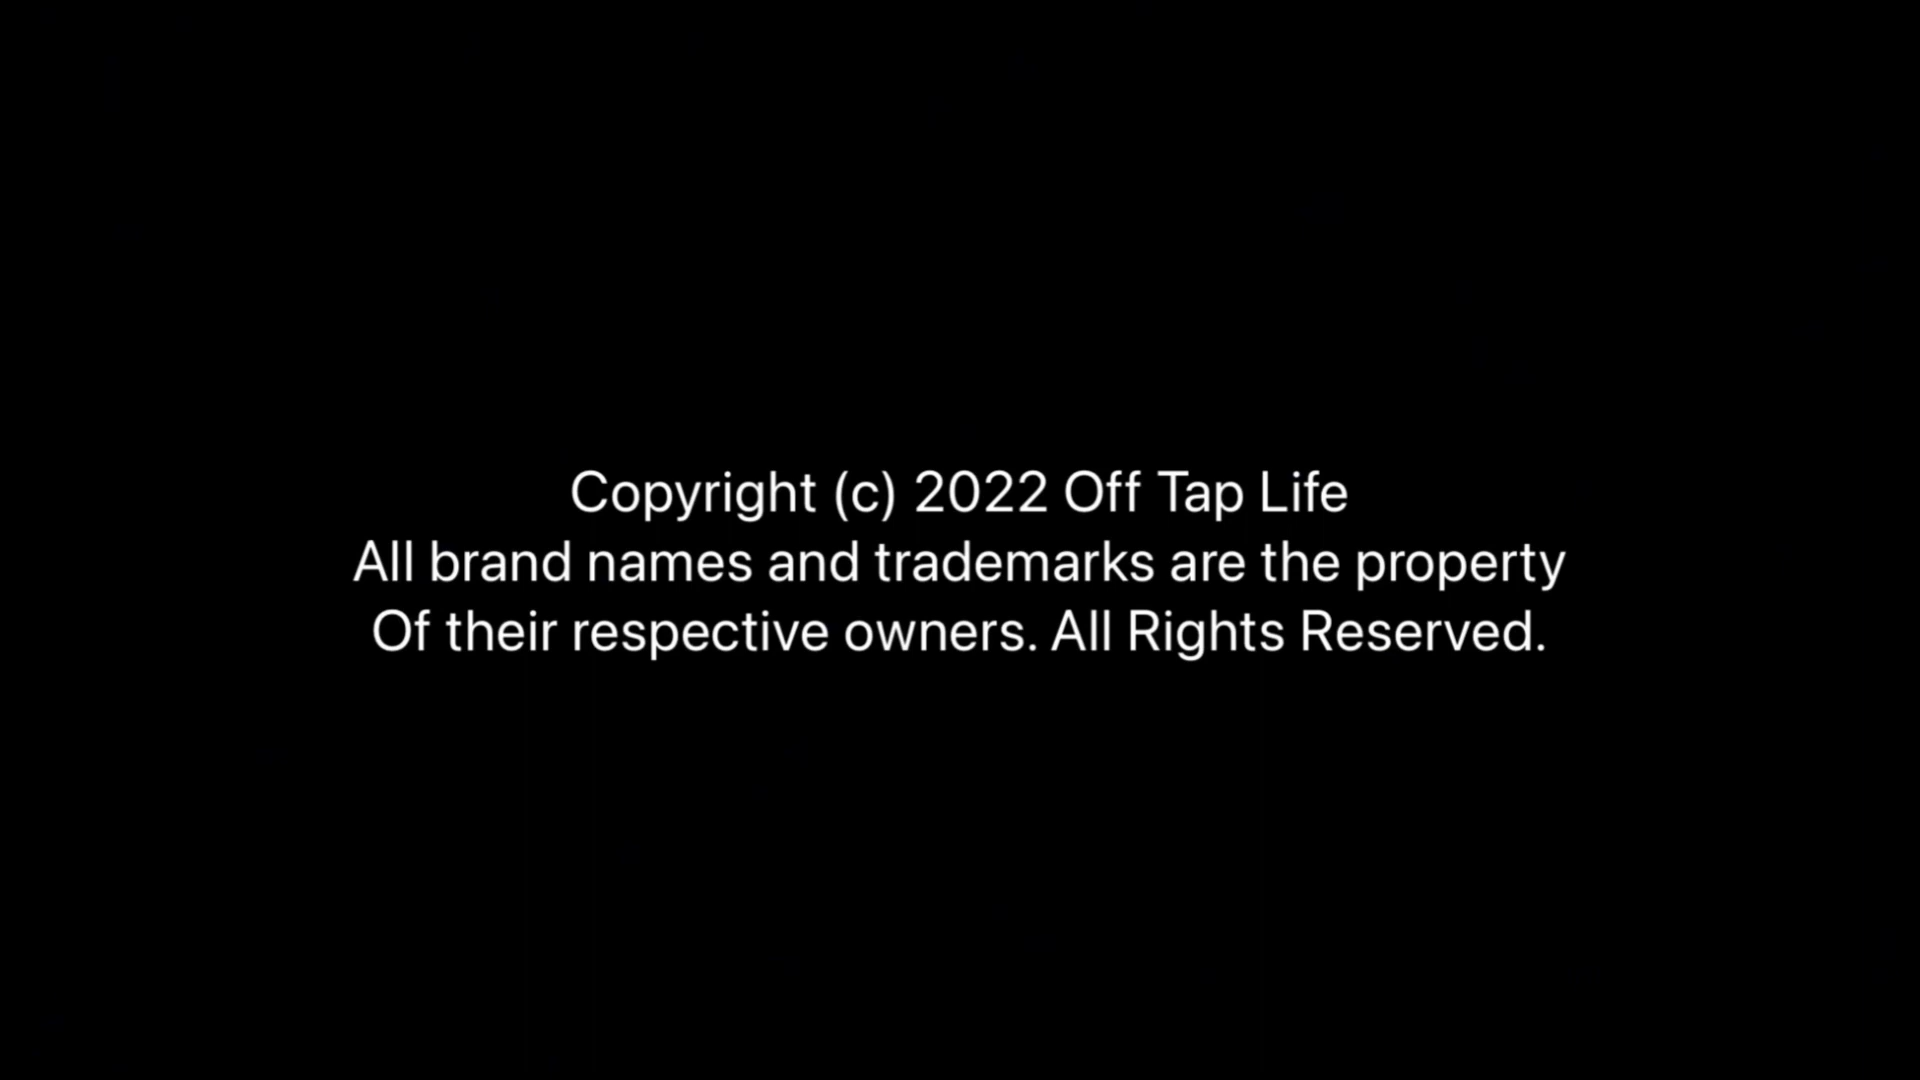 Copyright (c) 2022 Off Tap Life
All brand names and trademarks are the property
Of their respective owners. All Rights Reserved.